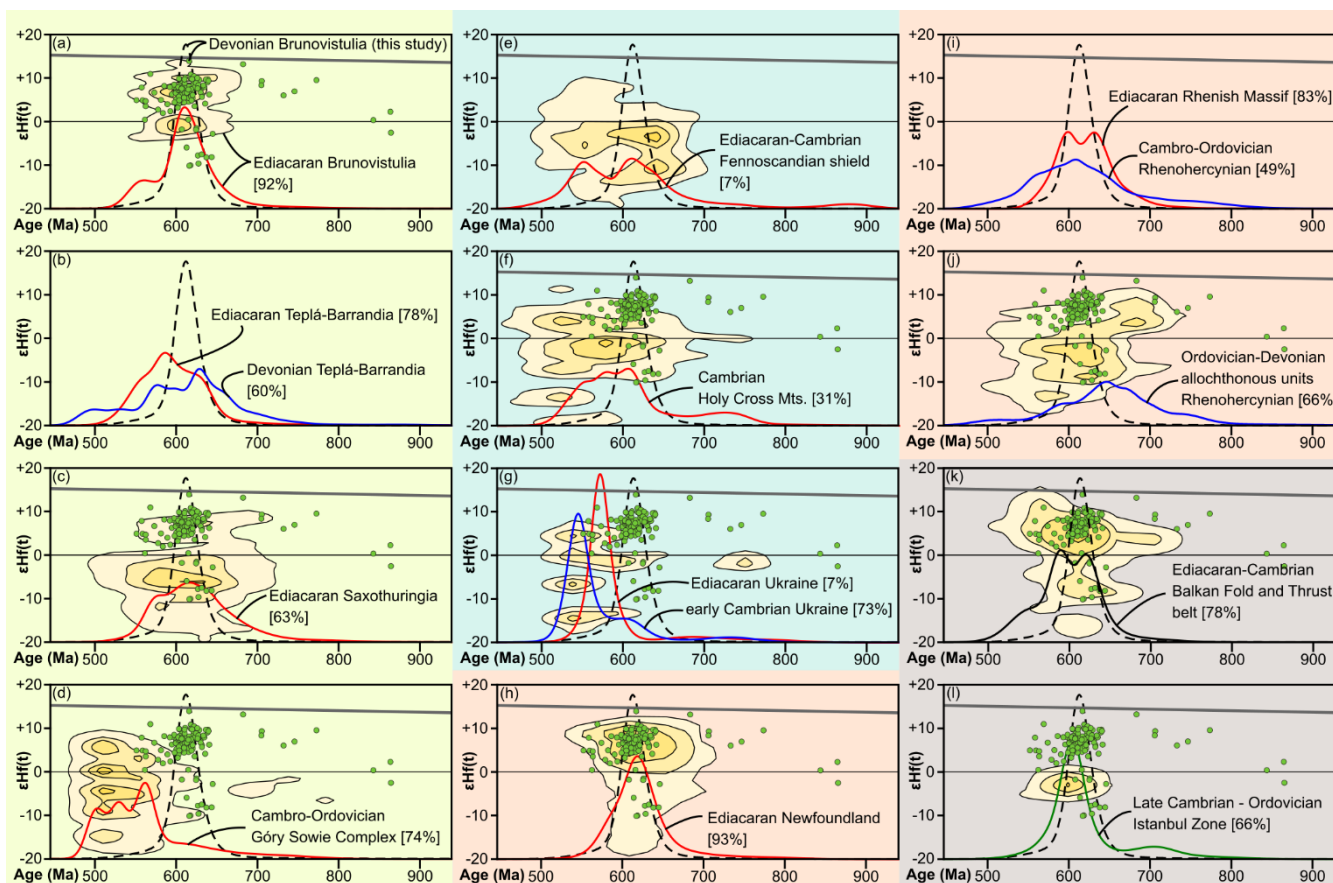 (a)
Devonian Brunovistulia (this study)
Ediacaran Brunovistulia
[92%]
+20
+10
0
-10
-20
εHf(t)
Age (Ma)
500
600
700
800
900
(b)
Ediacaran Teplá-Barrandia [78%]
Devonian Teplá-Barrandia
[60%]
+20
+10
0
-10
-20
εHf(t)
Age (Ma)
500
600
700
800
900
(c)
Ediacaran Saxothuringia
[63%]
+20
+10
0
-10
-20
εHf(t)
Age (Ma)
500
600
700
800
900
(d)
Cambro-Ordovician
Góry Sowie Complex [74%]
+20
+10
0
-10
-20
εHf(t)
Age (Ma)
500
600
700
800
900
(e)
Ediacaran-Cambrian
Fennoscandian shield
[7%]
+20
+10
0
-10
-20
εHf(t)
Age (Ma)
500
600
700
800
900
(f)
Cambrian
Holy Cross Mts. [31%]
+20
+10
0
-10
-20
εHf(t)
Age (Ma)
500
600
700
800
900
(g)
Ediacaran Ukraine [7%]
early Cambrian Ukraine [73%]
+20
+10
0
-10
-20
εHf(t)
Age (Ma)
500
600
700
800
900
(h)
Ediacaran Newfoundland
[93%]
+20
+10
0
-10
-20
εHf(t)
Age (Ma)
500
600
700
800
900
(i)
Ediacaran Rhenish Massif [83%]
Cambro-Ordovician
Rhenohercynian [49%]
+20
+10
0
-10
-20
εHf(t)
Age (Ma)
500
600
700
800
900
(j)
Ordovician-Devonian
allochthonous units
Rhenohercynian [66%]
+20
+10
0
-10
-20
εHf(t)
Age (Ma)
500
600
700
800
900
(k)
Ediacaran-Cambrian
Balkan Fold and Thrust
belt [78%]
+20
+10
0
-10
-20
εHf(t)
Age (Ma)
500
600
700
800
900
(l)
Late Cambrian - Ordovician
Istanbul Zone [66%]
+20
+10
0
-10
-20
εHf(t)
Age (Ma)
500
600
700
800
900